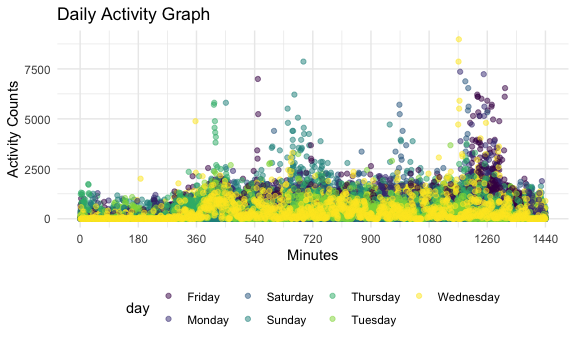 Daily Activity Graph
Activity Counts
7500
5000
2500
0
0 180 360 540 720 900 1080 1260 1440
Minutes
day
Friday Saturday Thursday Wednesday
Monday Sunday Tuesday